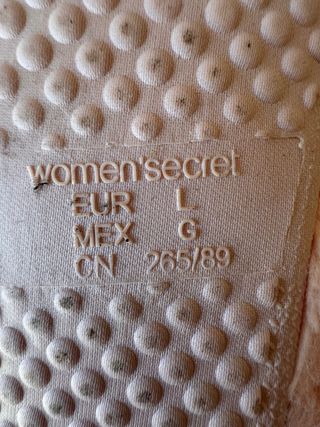 women'secret
EUR L
MEX G
CN 265/89